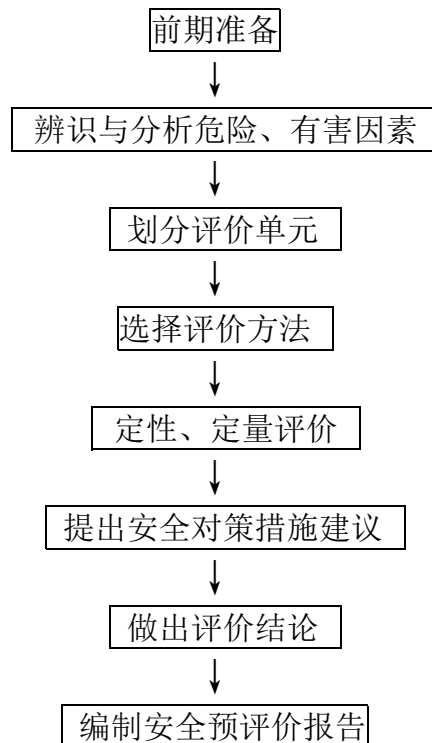 前期准备
辨识与分析危险、有害因素
划分评价单元
选择评价方法
定性、定量评价
提出安全对策措施建议
做出评价结论
编制安全预评价报告